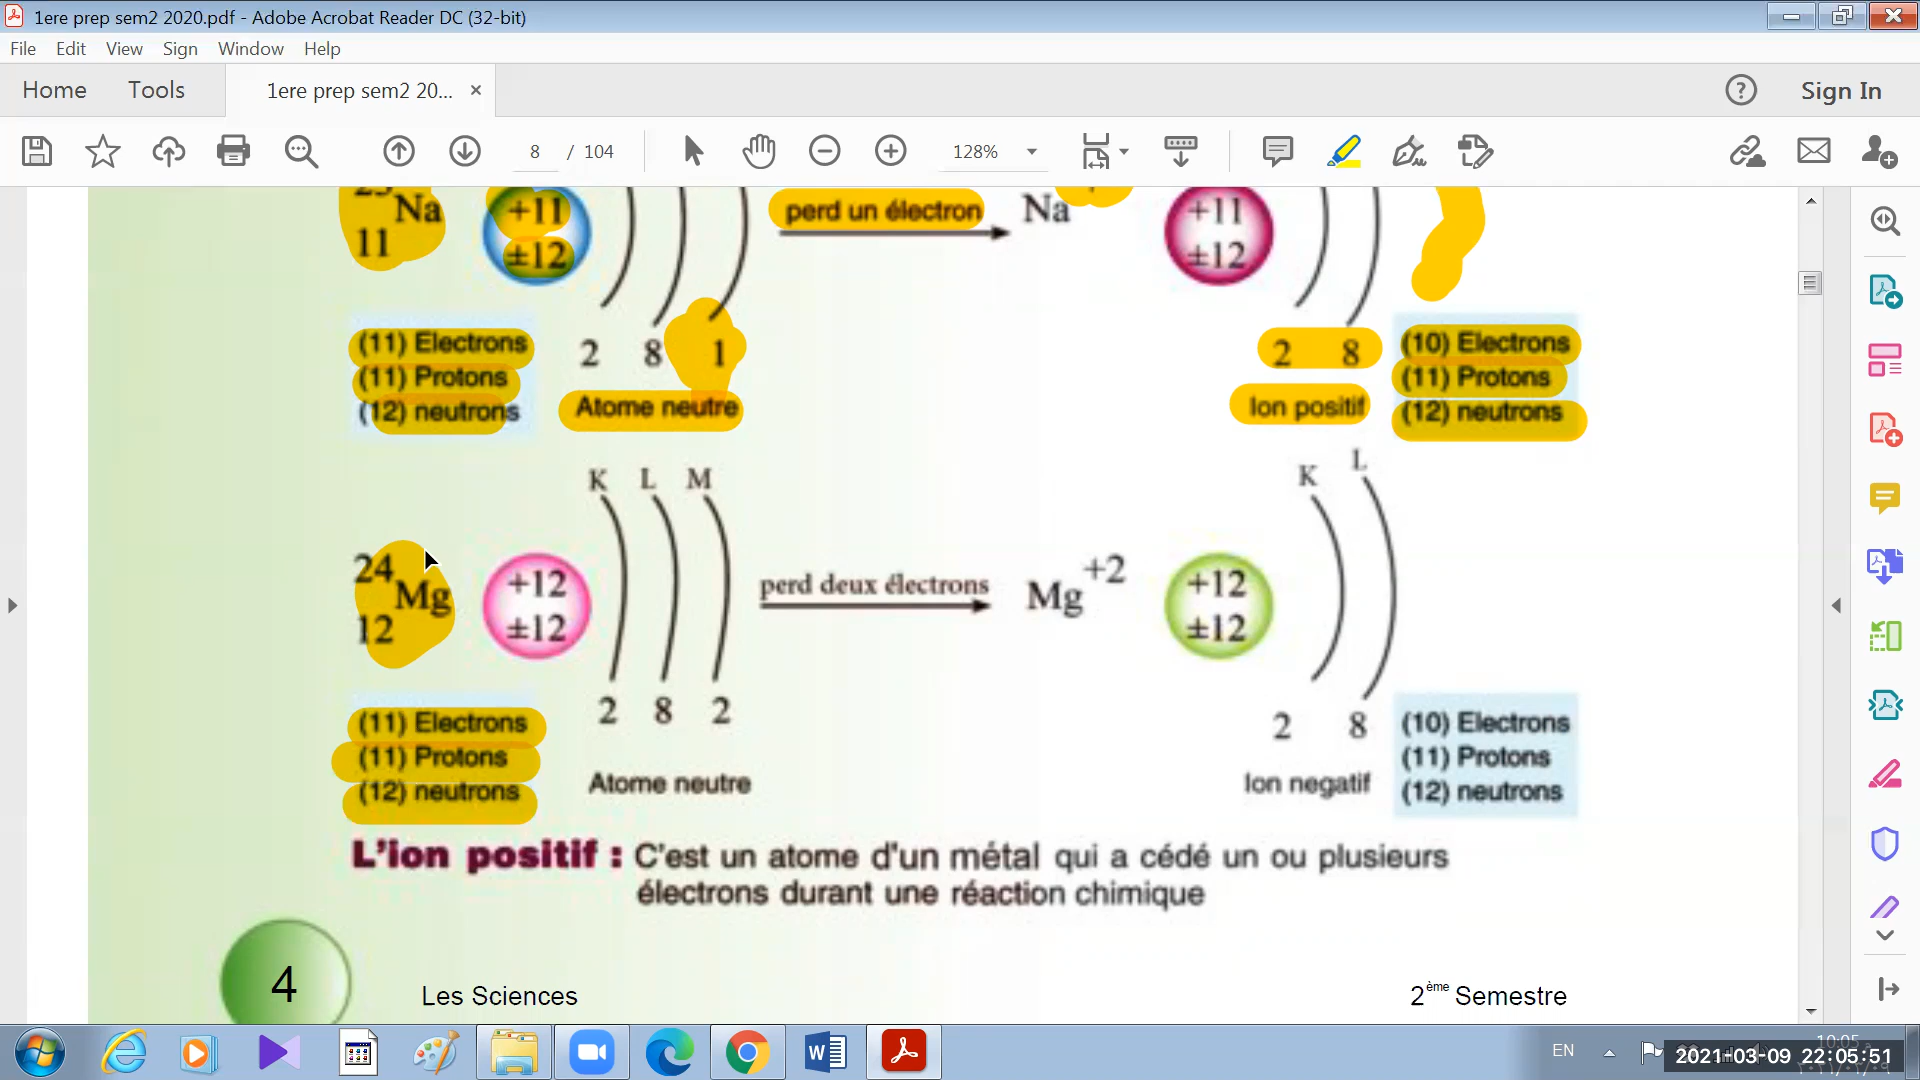 1ere prep sem2 2020.pdf - Adobe Acrobat Reader DC (32-bit)
File Edit View Sign Window Help
Home Tools 1ere prep sem2 20... × Sign In
8 / 104 128%
Na +11 perd un électron Na +11
11 ±12 ±12
(11) Electrons 2 8 1 2 8 (10) Electrons
(11) Protons (11) Protons
(12) neutrons Atome neutre Ion positif (12) neutrons
K L M K L
24 Mg +12 perd deux électrons Mg+2 +12
12 ±12 ±12
2 8 2 2 8
(11) Electrons (10) Electrons
(11) Protons (11) Protons
(12) neutrons Atome neutre Ion negatif (12) neutrons
L'ion positif : C'est un atome d'un métal qui a cédé un ou plusieurs
électrons durant une réaction chimique
4 Les Sciences 2ème Semestre
EN
2021-03-09 22:05:51